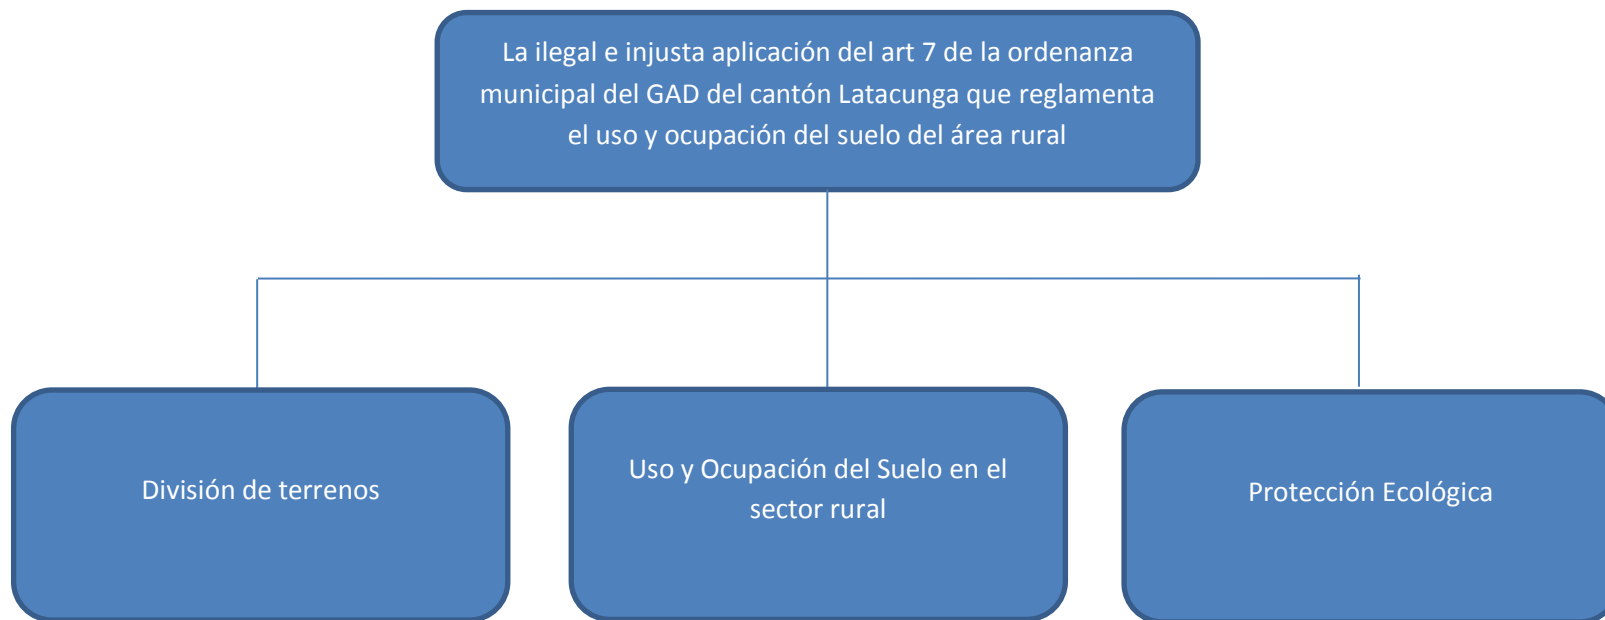 La ilegal e injusta aplicación del art 7 de la ordenanza
municipal del GAD del cantón Latacunga que reglamenta
el uso y ocupación del suelo del área rural
División de terrenos
Uso y Ocupación del Suelo en el
sector rural
Protección Ecológica